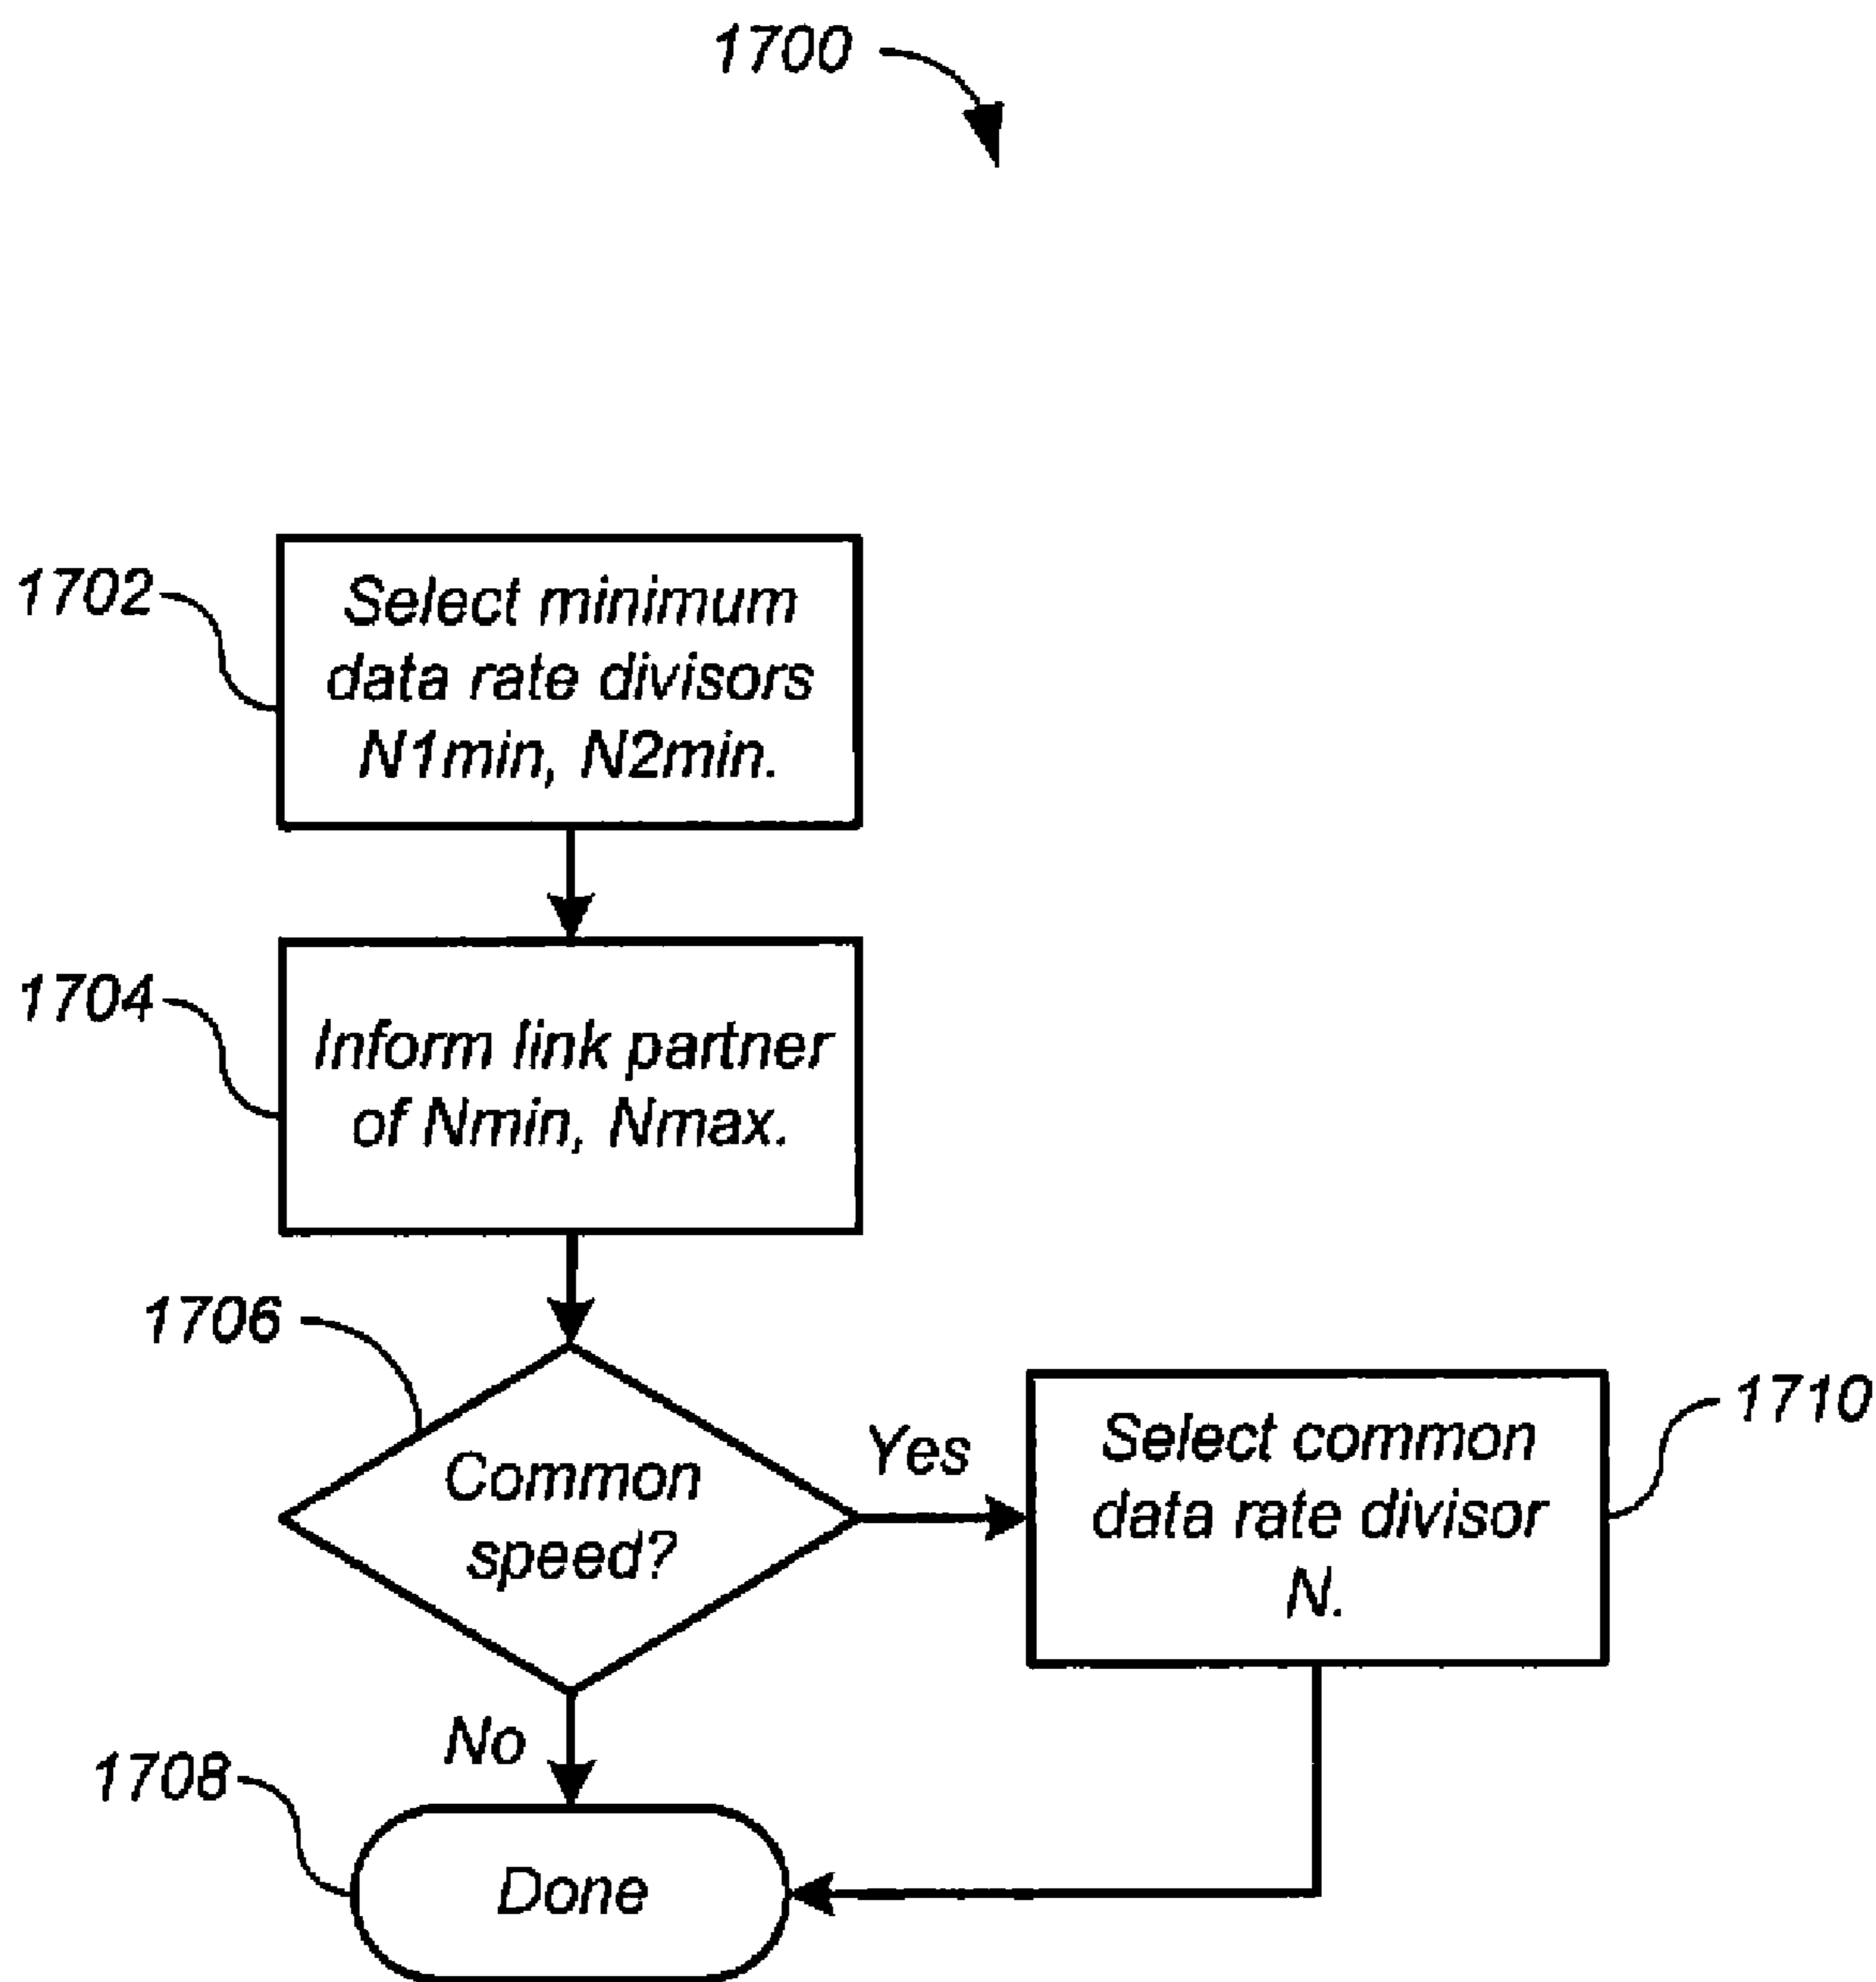 1700
1702
Select minimum
data rate divisors
N1min, N2min.
1704
Inform link partner
of Nmin, Nmax.
1706
Common
speed?
Yes
Select common
data rate divisor
N.
1710
No
1708
Done